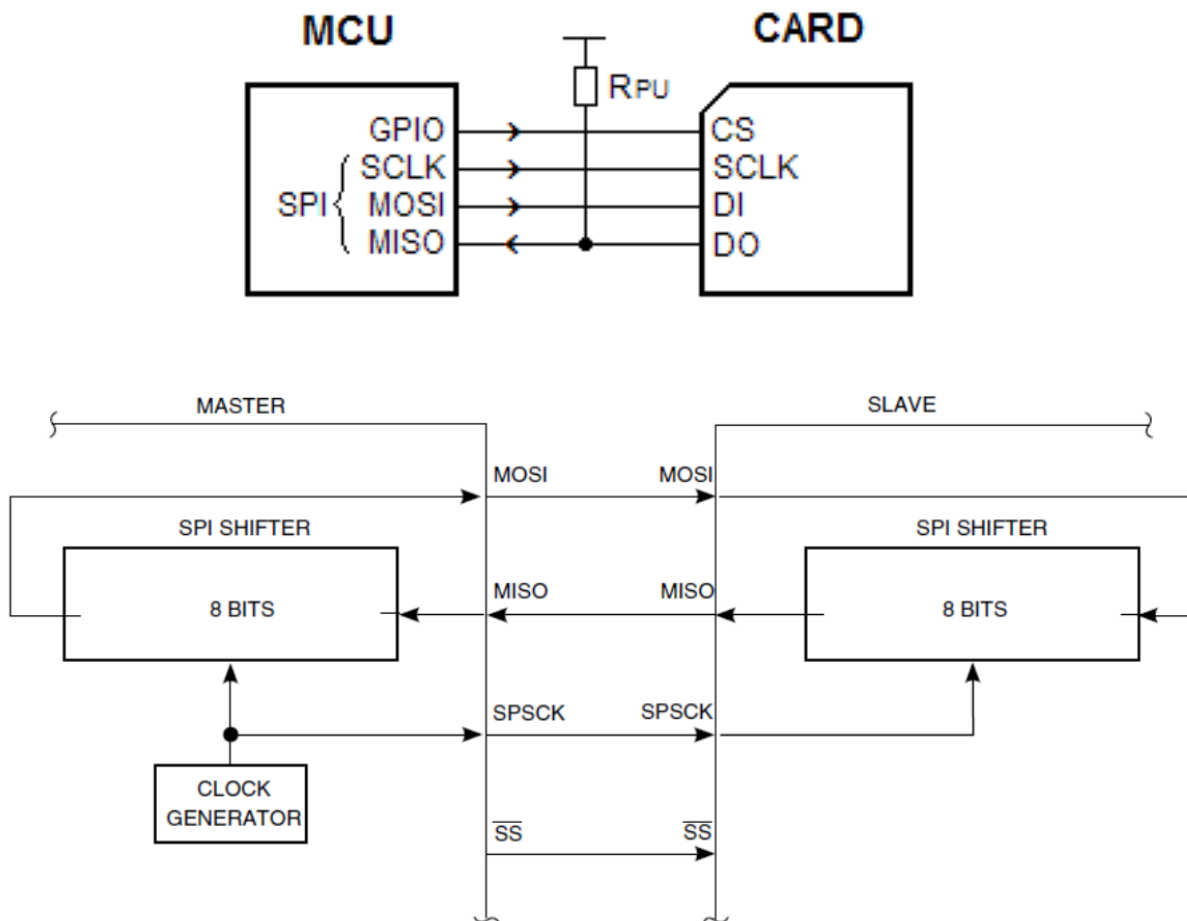 MCU
CARD
RPU
GPIO
CS
SCLK
SCLK
SPI
MOSI
DI
MISO
DO
MASTER
SLAVE
MOSI
MOSI
SPI SHIFTER
SPI SHIFTER
8 BITS
MISO
MISO
8 BITS
SPSCK
SPSCK
CLOCK
GENERATOR
SS
SS